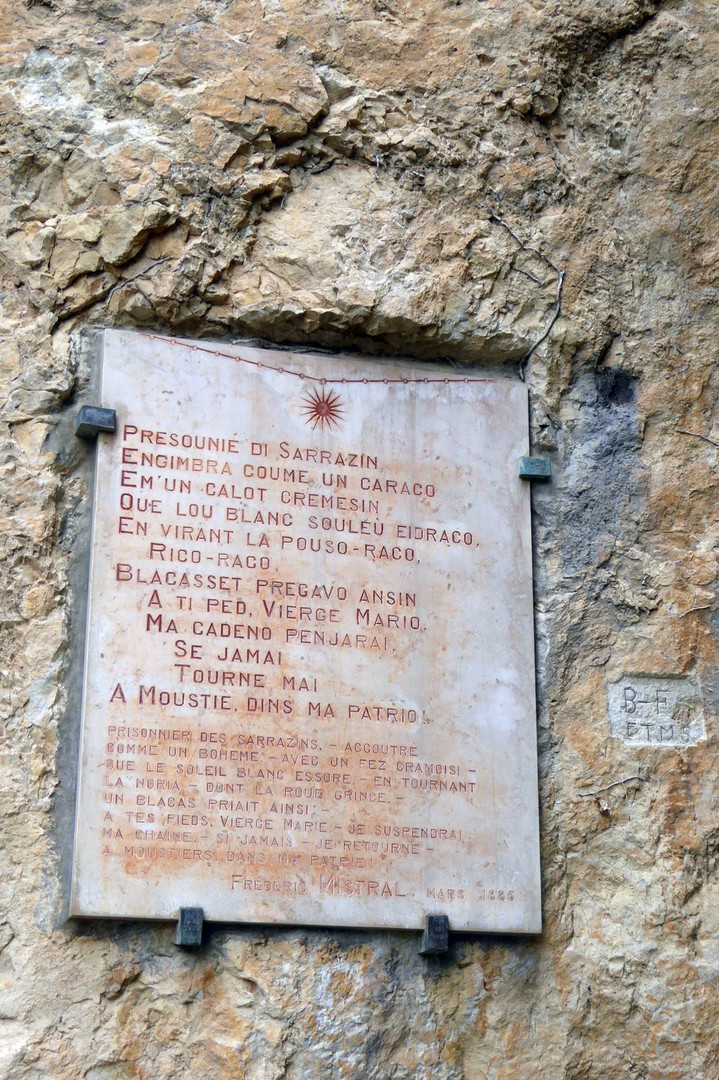 PRESOUNIÉ DI SARRAZIN,
ENGIMBRA COUME UN CARACO
EM'UN CALOT CREMESIN
QUE LOU BLANC SOULÈU EIDRACO,
EN VIRANT LA POUSO-RACO,
RICO-RACO,
BLACASSET PREGAVO ANSIN
A TI PED, VIERGE MARIO,
MA CADENO PENJARAI,
SE JAMAI
TOURNE MAI
A MOUSTIE, DINS MA PATRIO!
PRISONNIER DES SARRAZINS, - ACCOUTRÉ
COMME UN BOHÈME - AVEC UN FEZ CRAMOISI -
QUE LE SOLEIL BLANC ESSORE, - EN TOURNANT
LA NORIA - DONT LA ROUE GRINCE, -
UN BLACAS PRIAIT AINSI:
A TES PIEDS, VIERGE MARIE, - JE SUSPENDRAI
MA CHAÎNE, - SI JAMAIS - JE RETOURNE -
A MOUSTIERS, DANS MA PATRIE!
FRÉDÉRIC MISTRAL, MARS 1885
B-F
ETMS